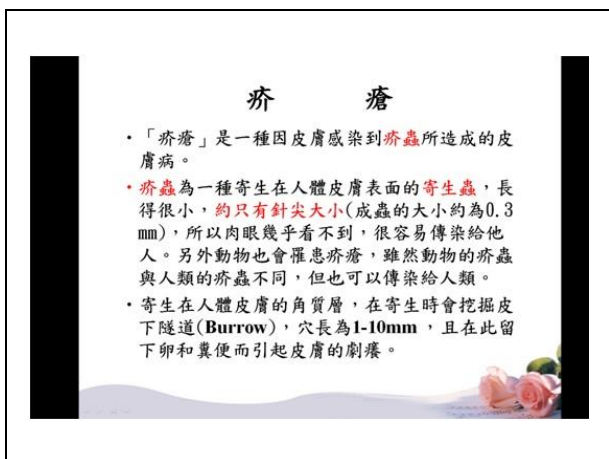 疥 瘡
•「疥瘡」是一種因皮膚感染到疥蟲所造成的皮
膚病。
•疥蟲為一種寄生在人體皮膚表面的寄生蟲，長
得很小，約只有針尖大小(成蟲的大小約為0.3
mm)，所以肉眼幾乎看不到，很容易傳染給他
人。另外動物也會罹患疥瘡，雖然動物的疥蟲
與人類的疥蟲不同，但也可以傳染給人類。
•寄生在人體皮膚的角質層，在寄生時會挖掘皮
下隧道(Burrow)，穴長為1-10mm，且在此留
下卵和糞便而引起皮膚的劇癢。